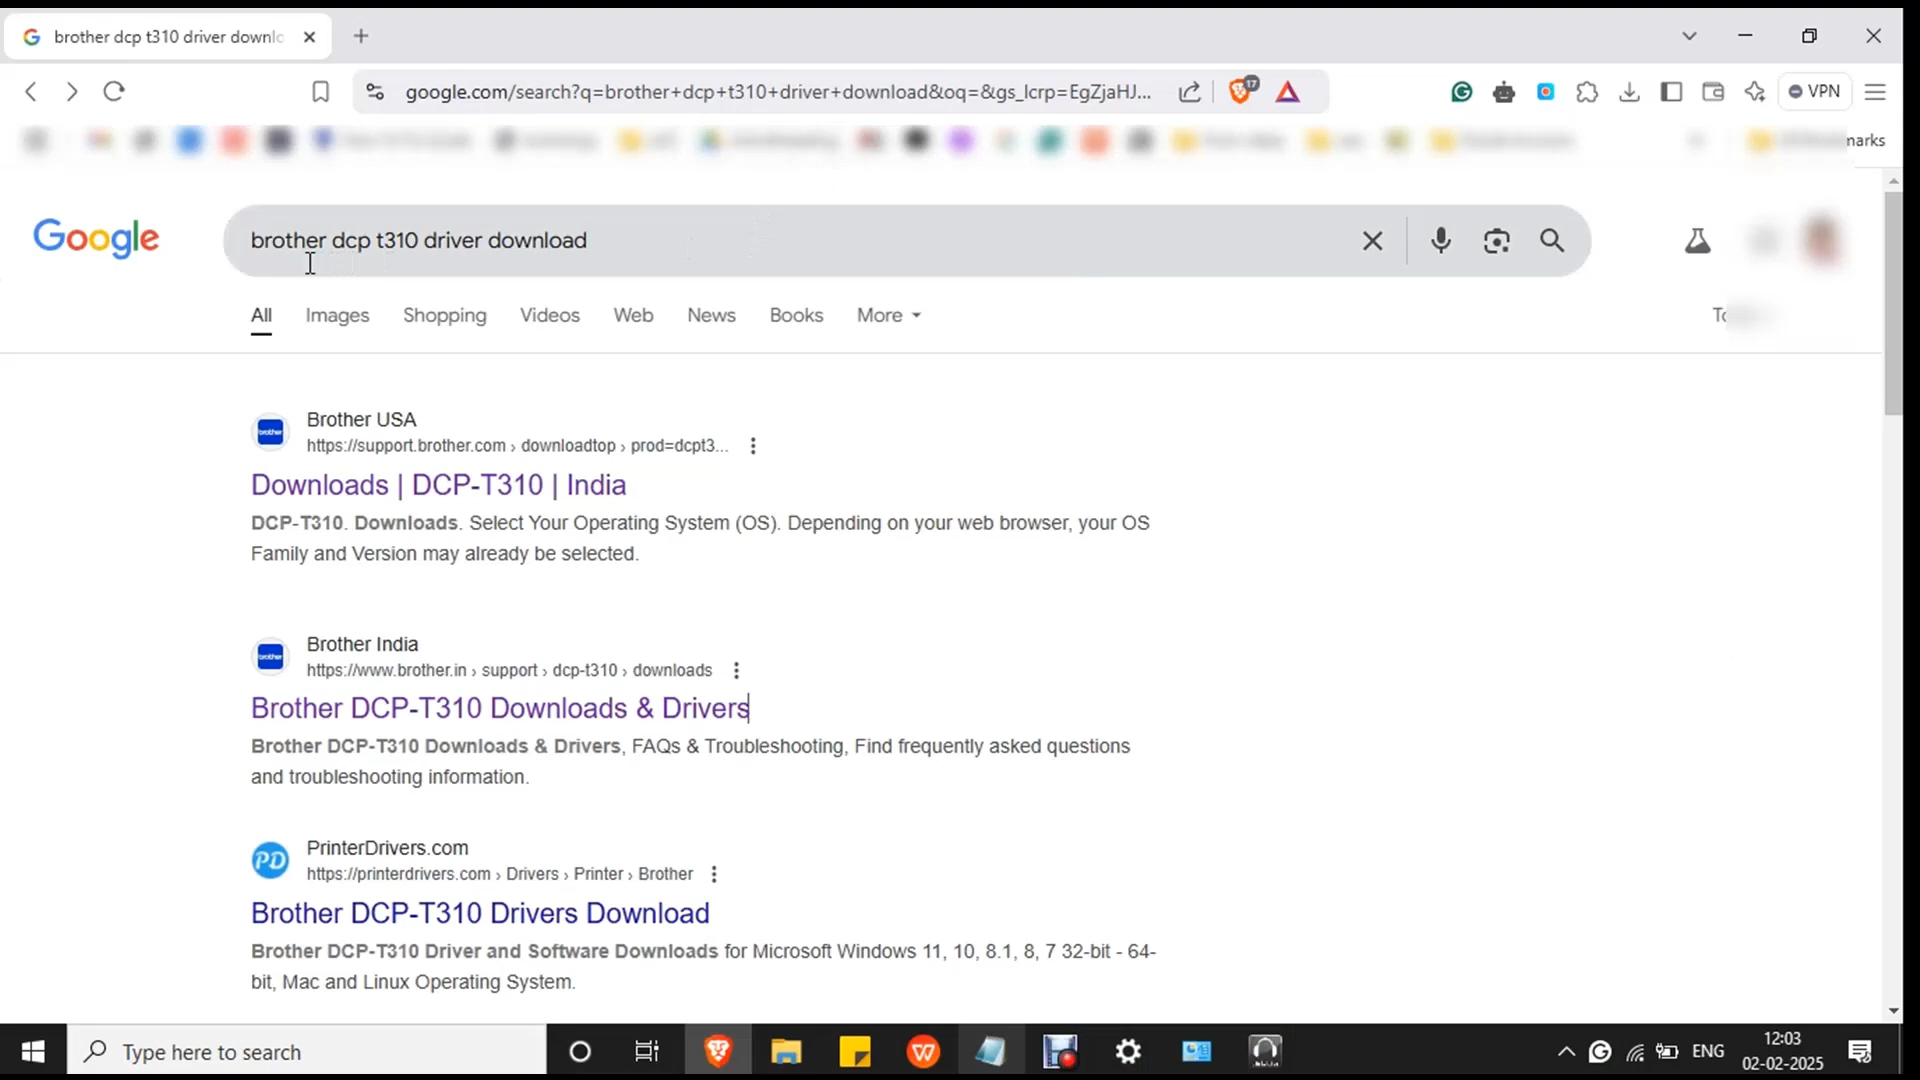 brother dcp t310 driver downlo
google.com/search?q=brother+dcp+t310+driver+download&oq=&gs_lcrp=EgZjaHJ...
17
VPN
marks
Google
brother dcp t310 driver download
All Images Shopping Videos Web News Books More
Brother USA
brother
https://support.brother.com › downloadtop › prod=dcpt3...
Downloads | DCP-T310 | India
DCP-T310. Downloads. Select Your Operating System (OS). Depending on your web browser, your OS
Family and Version may already be selected.
Brother India
brother
https://www.brother.in › support › dcp-t310 › downloads
Brother DCP-T310 Downloads & Drivers
Brother DCP-T310 Downloads & Drivers, FAQs & Troubleshooting, Find frequently asked questions
and troubleshooting information.
PrinterDrivers.com
PD
https://printerdrivers.com › Drivers › Printer › Brother
Brother DCP-T310 Drivers Download
Brother DCP-T310 Driver and Software Downloads for Microsoft Windows 11, 10, 8.1, 8, 7 32-bit - 64-
bit, Mac and Linux Operating System.
Type here to search
ENG
12:03
02-02-2025